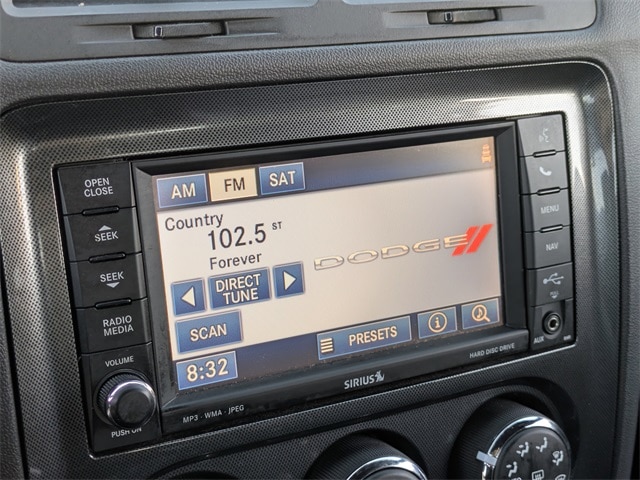 OPEN
CLOSE
SEEK
SEEK
RADIO
MEDIA
VOLUME
PUSH ON
AM
FM
SAT
Country
102.5 ST
Forever
DIRECT
TUNE
SCAN
8:32
PRESETS
DODGE
MENU
NAV
AUX
MP3 · WMA · JPEG
SIRIUS
HARD DISC DRIVE